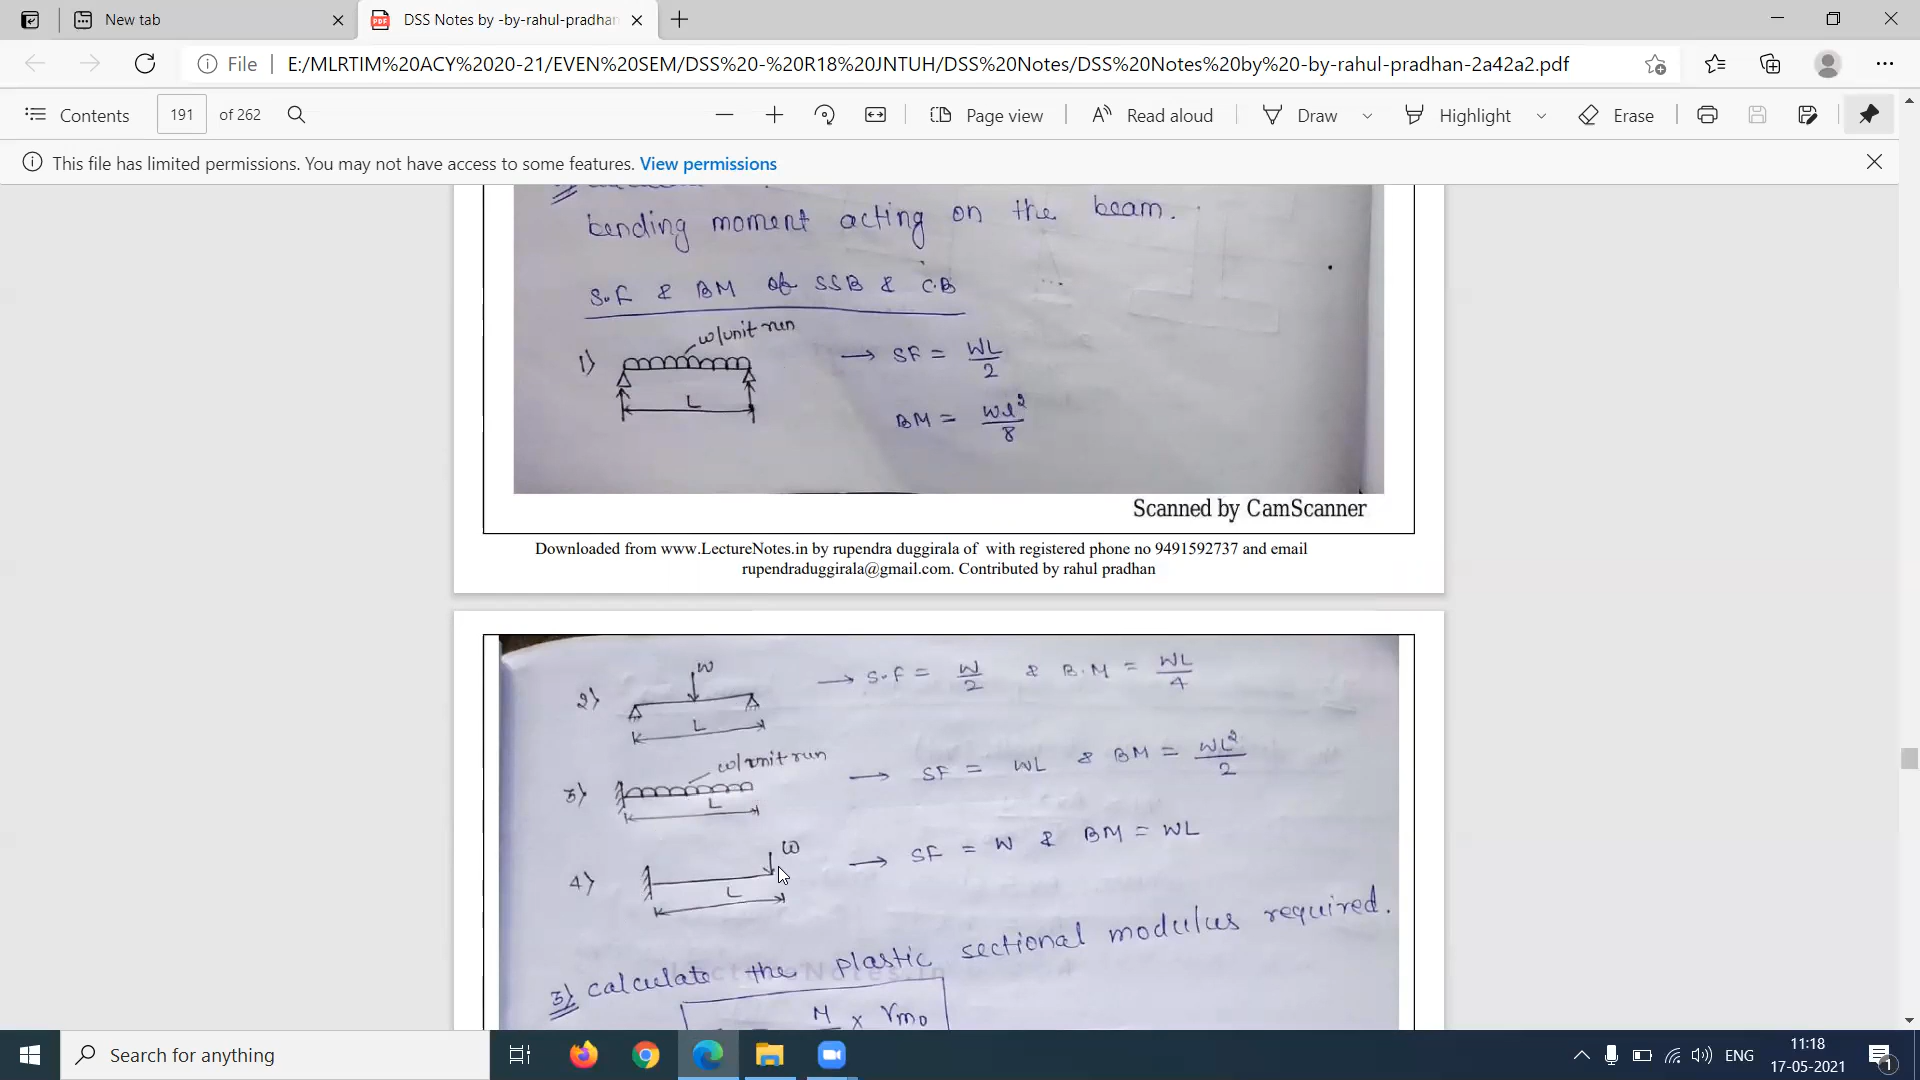 New tab
DSS Notes by -by-rahul-pradhan
File
E:/MLRTIM%20ACY%2020-21/EVEN%20SEM/DSS%20-%20R18%20JNTUH/DSS%20Notes/DSS%20Notes%20by%20-by-rahul-pradhan-2a42a2.pdf
Contents 191 of 262 Page view Read aloud Draw Highlight Erase
This file has limited permissions. You may not have access to some features. View permissions
bending moment acting on the beam.
S.F & BM of SSB & C.B
w/unit run
1) L → SF = WL/2
BM = Wl²/8
Scanned by CamScanner
Downloaded from www.LectureNotes.in by rupendra duggirala of with registered phone no 9491592737 and email
rupendraduggirala@gmail.com. Contributed by rahul pradhan
2) W L → S.F = W/2 & B.M = WL/4
3) w/unit run L → SF = WL & BM = WL²/2
4) W L → SF = W & BM = WL
3) calculate the plastic sectional modulus required.
LectureNotes.in
M × γm0
Search for anything
ENG
11:18
17-05-2021
1